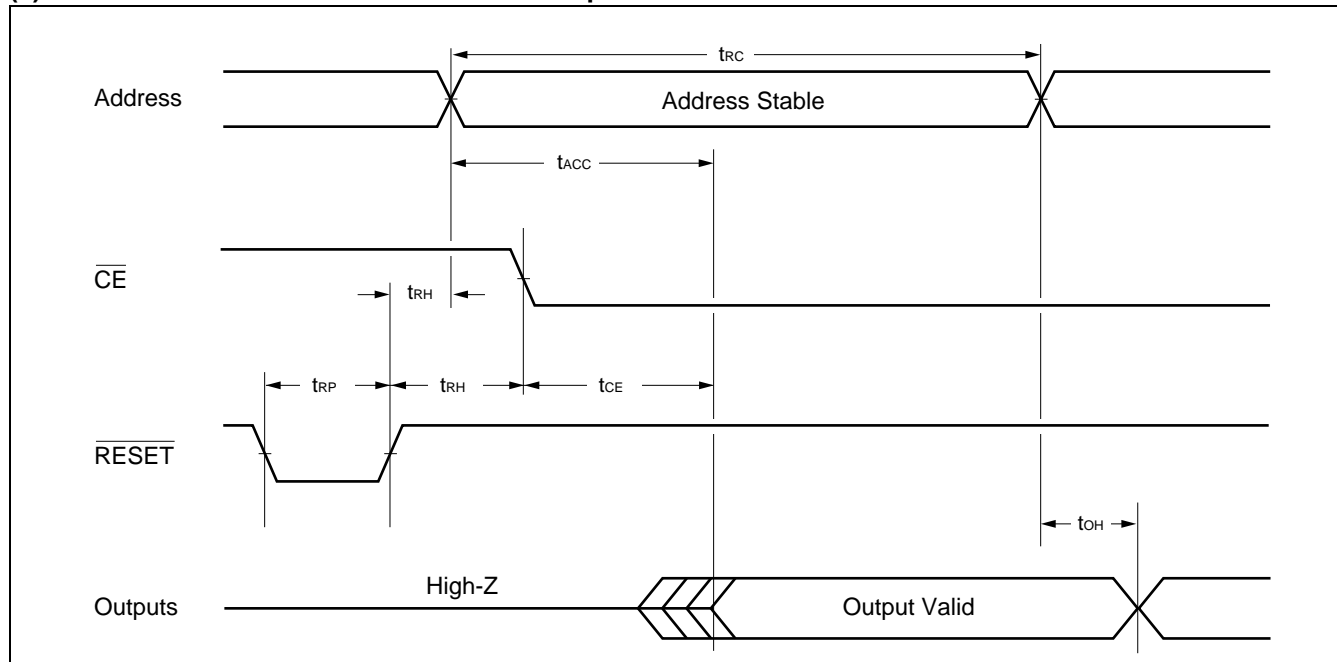 tRC
Address
Address Stable
tACC
CE
tRH
tRP
tRH
tCE
RESET
tOH
High-Z
Outputs
Output Valid